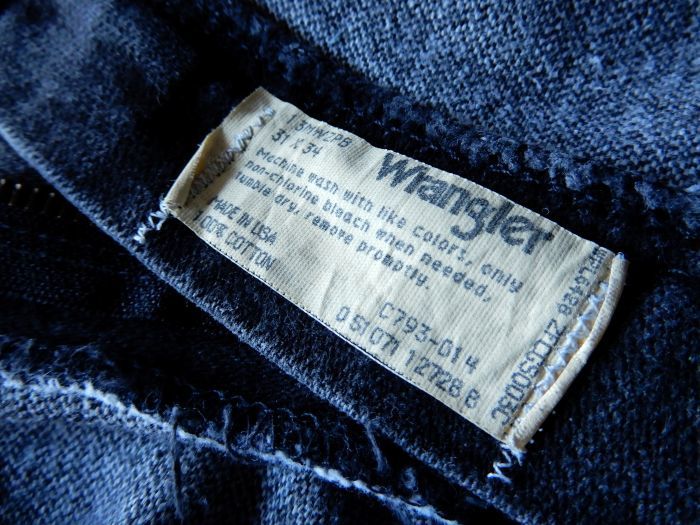 13MWZPB
31 X 34
Wrangler
Machine wash with like colors, only
non-chlorine bleach when needed,
tumble dry, remove promptly.
MADE IN USA
100% COTTON
C793-014
051071 12728 B